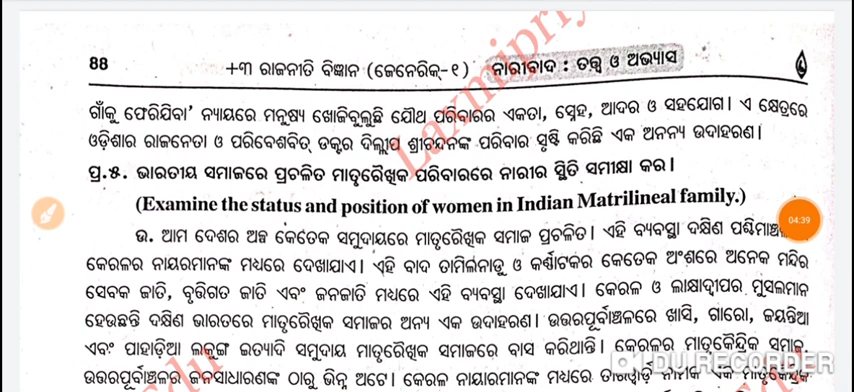 88
+୩ ରାଜନୀତି ବିଜ୍ଞାନ (ଜେନେରିକ୍-୧) ନାରୀବାଦ : ତତ୍ତ୍ୱ ଓ ଅଭ୍ୟାସ
ଗାଁକୁ ଫେରିଯିବା' ନ୍ୟାୟରେ ମନୁଷ୍ୟ ଖୋଜିବୁଲୁଛି ଯୌଥ ପରିବାରର ଏକତା, ସ୍ନେହ, ଆଦର ଓ ସହଯୋଗ। ଏ କ୍ଷେତ୍ରରେ
ଓଡ଼ିଶାର ରାଜନେତା ଓ ପରିବେଶବିତ୍ ଡକ୍ଟର ଦିଲ୍ଲୀପ ଶ୍ରୀଚନ୍ଦନଙ୍କ ପରିବାର ସୃଷ୍ଟି କରିଛି ଏକ ଅନନ୍ୟ ଉଦାହରଣ।
ପ୍ର.୫. ଭାରତୀୟ ସମାଜରେ ପ୍ରଚଳିତ ମାତୃରୈଖିକ ପରିବାରରେ ନାରୀର ସ୍ଥିତି ସମୀକ୍ଷା କର।
(Examine the status and position of women in Indian Matrilineal family.)
04:39
ଉ. ଆମ ଦେଶର ଅଳ୍ପ କେତେକ ସମୁଦାୟରେ ମାତୃରୈଖିକ ସମାଜ ପ୍ରଚଳିତ। ଏହି ବ୍ୟବସ୍ଥା ଦକ୍ଷିଣ
କେରଳର ନାୟରମାନଙ୍କ ମଧ୍ୟରେ ଦେଖାଯାଏ। ଏହି ବାଦ ତାମିଲନାଡୁ ଓ କର୍ଣ୍ଣାଟକର କେତେକ ଅଂଶରେ ଅନେକ ମନ୍ଦିର
ସେବକ ଜାତି, ବୃତ୍ତିଗତ ଜାତି ଏବଂ ଜନଜାତି ମଧ୍ୟରେ ଏହି ବ୍ୟବସ୍ଥା ଦେଖାଯାଏ। କେରଳ ଓ ଲାକ୍ଷାଦ୍ୱୀପର ମୁସଲମାନ
ହେଉଛନ୍ତି ଦକ୍ଷିଣ ଭାରତରେ ମାତୃରୈଖିକ ସମାଜର ଅନ୍ୟ ଏକ ଉଦାହରଣ। ଉତ୍ତରପୂର୍ବାଞ୍ଚଳରେ ଖାସି, ଗାରୋ, ଜୟନ୍ତିଆ
ଏବଂ ପାହାଡ଼ିଆ ଲକୁଙ୍ଗ ଇତ୍ୟାଦି ସମୁଦାୟ ମାତୃରୈଖିକ ସମାଜରେ ବାସ କରିଥାନ୍ତି। କେରଳର ମାତୃକୈନ୍ଦ୍ରିକ ସମାଜ,
ଉତ୍ତରପୂର୍ବାଞ୍ଚଳର ଜନସାଧାରଣଙ୍କ ଠାରୁ ଭିନ୍ନ ଅଟେ। କେରଳ ନାୟାରମାନଙ୍କ ମଧ୍ୟରେ
DU RECORDER